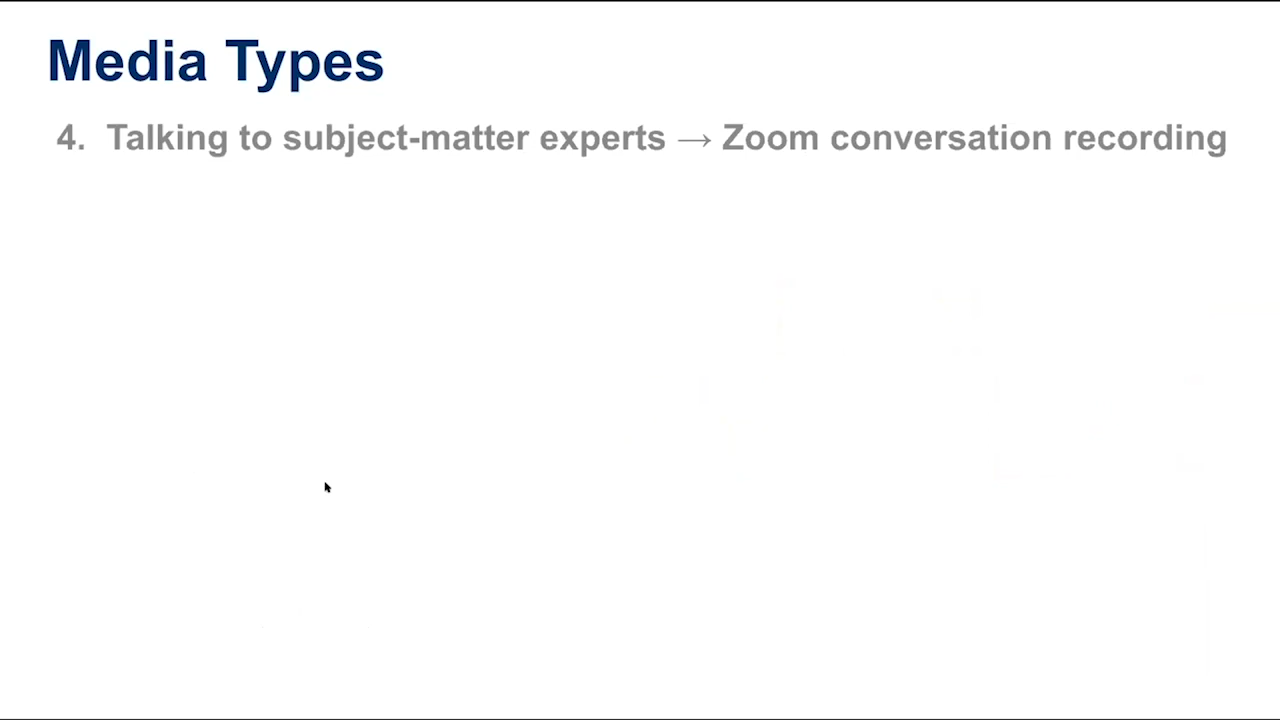 Media Types
4. Talking to subject-matter experts → Zoom conversation recording